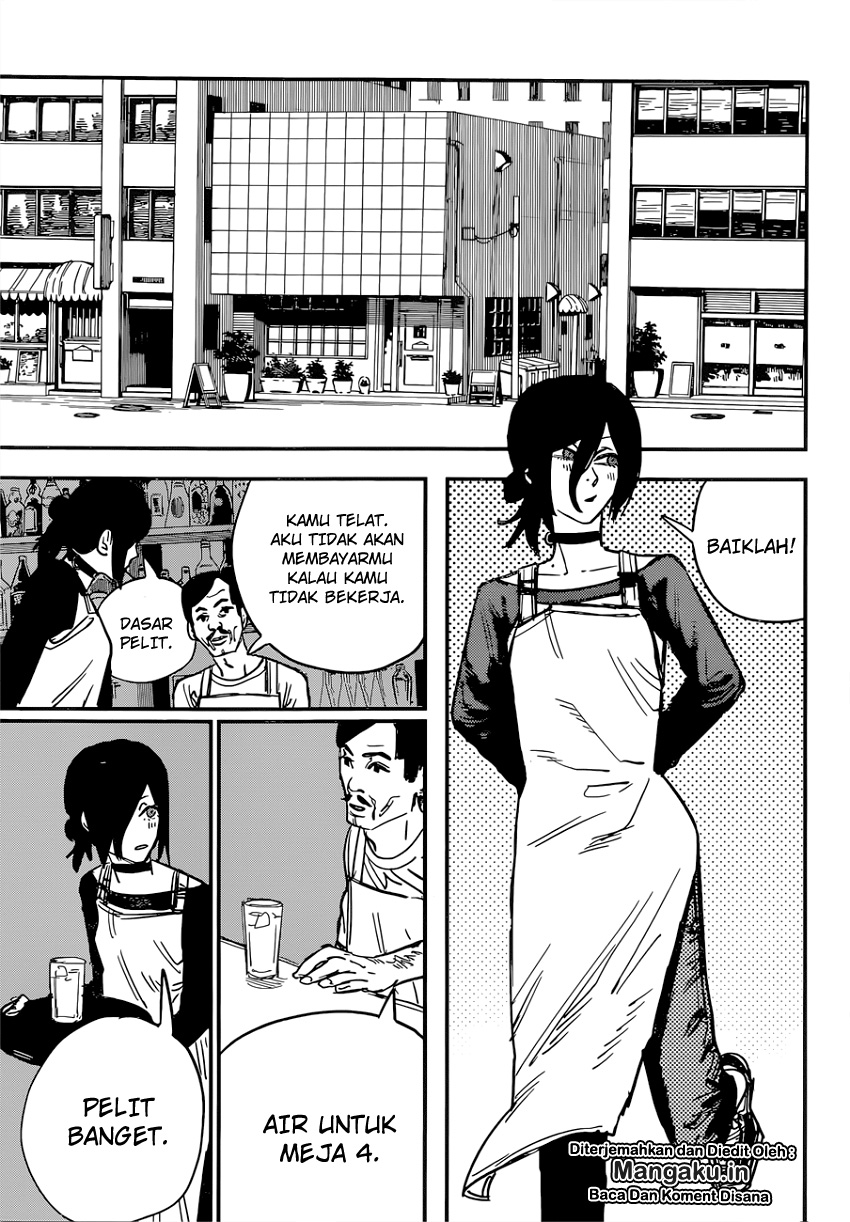 BAIKLAH!
KAMU TELAT.
AKU TIDAK AKAN
MEMBAYARMU
KALAU KAMU
TIDAK BEKERJA.
DASAR
PELIT.
AIR UNTUK
MEJA 4.
PELIT
BANGET.
Diterjemahkan dan Diedit Oleh :
Mangaku.in
Baca Dan Koment Disana